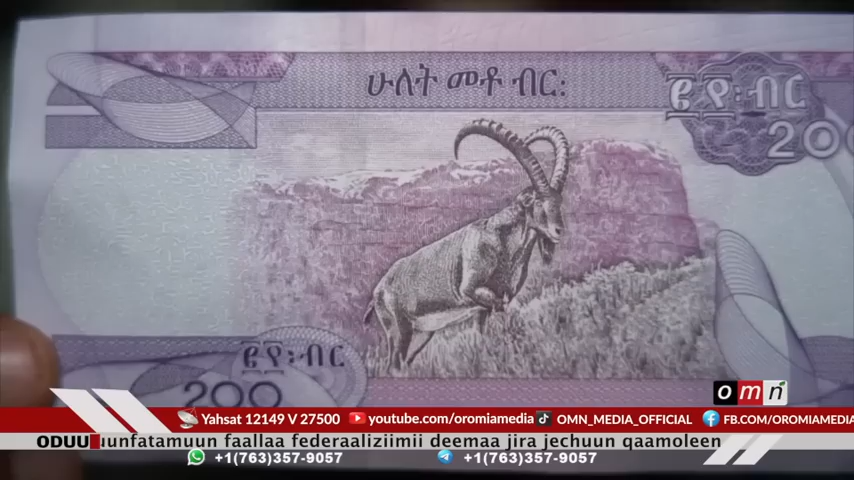 ሁለት መቶ ብር፡
፪፻፡ብር
200
፪፻፡ብር
200
omn
Yahsat 12149 V 27500 youtube.com/oromiamedia OMN_MEDIA_OFFICIAL FB.COM/OROMIAMEDIA
ODUU unfatamuun faallaa federaaliziimii deemaa jira jechuun qaamoleen
+1(763)357-9057 +1(763)357-9057